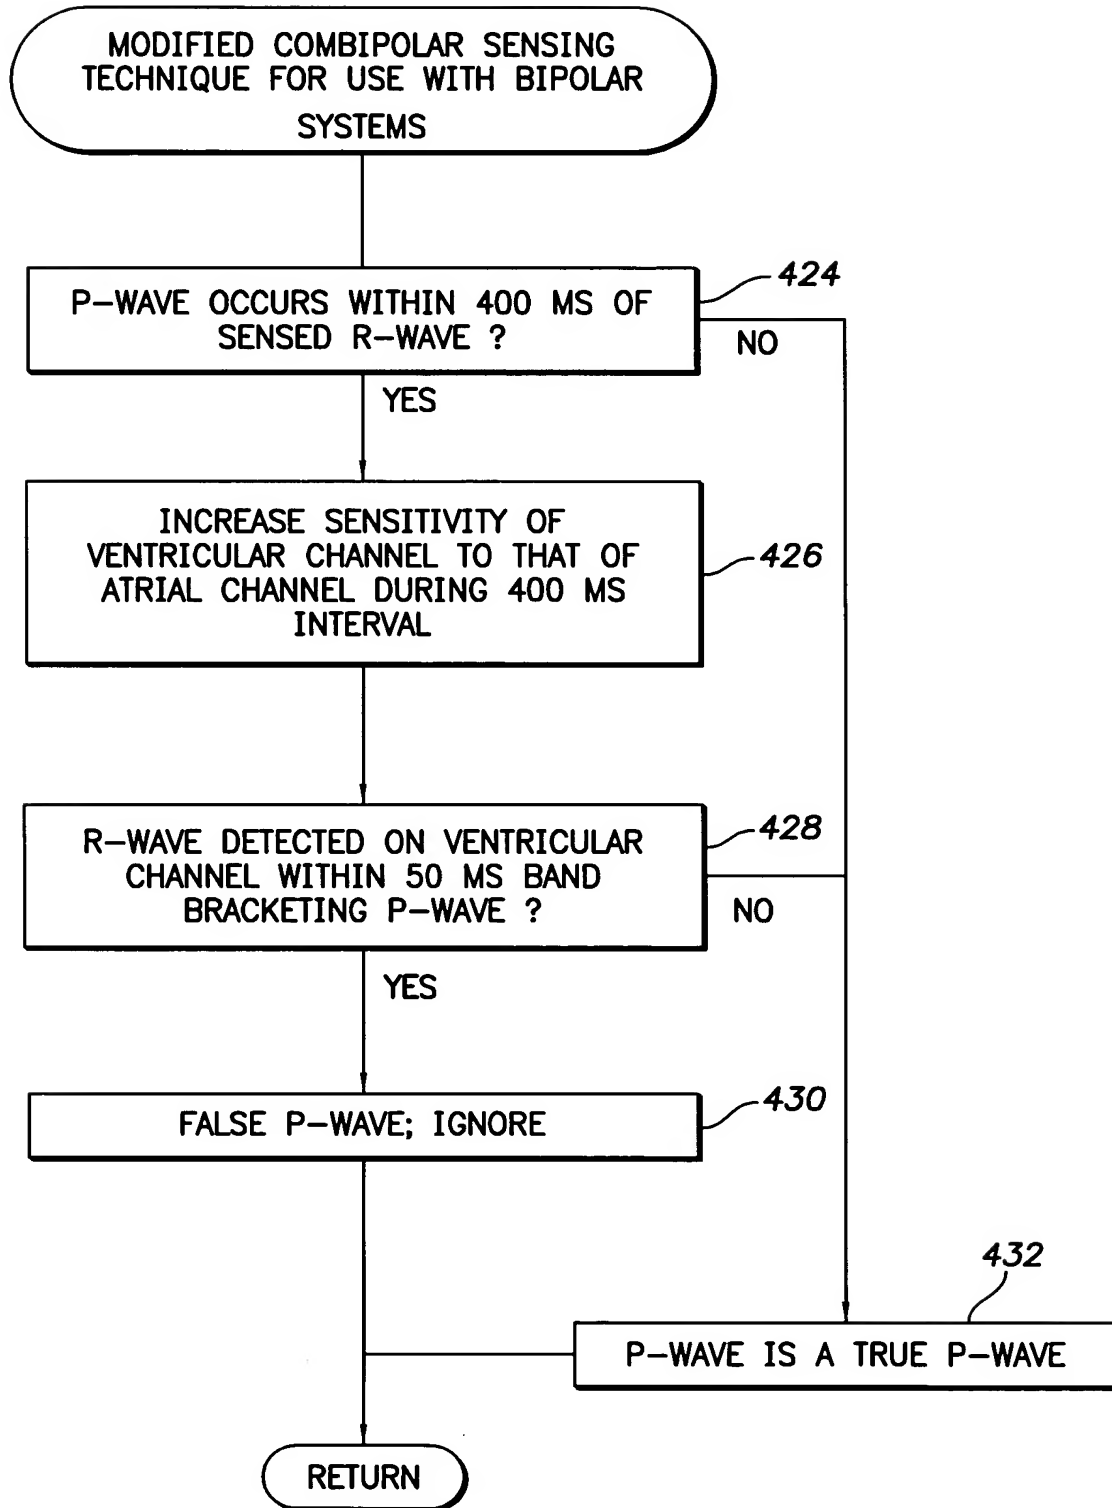 MODIFIED COMBIPOLAR SENSING
TECHNIQUE FOR USE WITH BIPOLAR
SYSTEMS
P-WAVE OCCURS WITHIN 400 MS OF
SENSED R-WAVE ?
424
NO
YES
INCREASE SENSITIVITY OF
VENTRICULAR CHANNEL TO THAT OF
ATRIAL CHANNEL DURING 400 MS
INTERVAL
426
R-WAVE DETECTED ON VENTRICULAR
CHANNEL WITHIN 50 MS BAND
BRACKETING P-WAVE ?
428
NO
YES
FALSE P-WAVE; IGNORE
430
432
P-WAVE IS A TRUE P-WAVE
RETURN